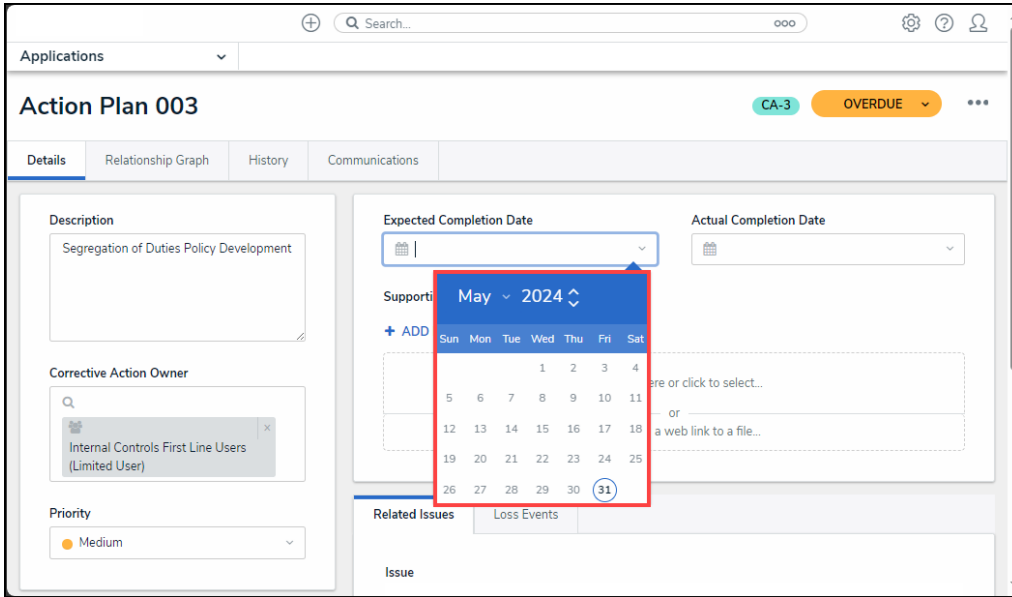 Search...
Applications
Action Plan 003
CA-3
OVERDUE
Details
Relationship Graph
History
Communications
Description
Segregation of Duties Policy Development
Corrective Action Owner
Internal Controls First Line Users
(Limited User)
Priority
Medium
Expected Completion Date
Actual Completion Date
+ ADD
May 2024
Sun Mon Tue Wed Thu Fri Sat
1 2 3 4
5 6 7 8 9 10 11
12 13 14 15 16 17 18
19 20 21 22 23 24 25
26 27 28 29 30 31
or click to select...
or
a web link to a file...
Related Issues
Loss Events
Issue